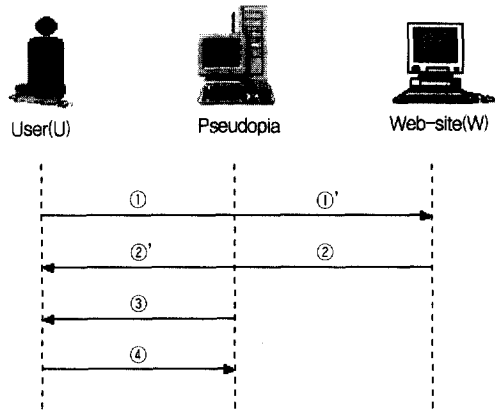 User(U) Pseudopia Web-site(W)
① ①’
②’ ②
③
④